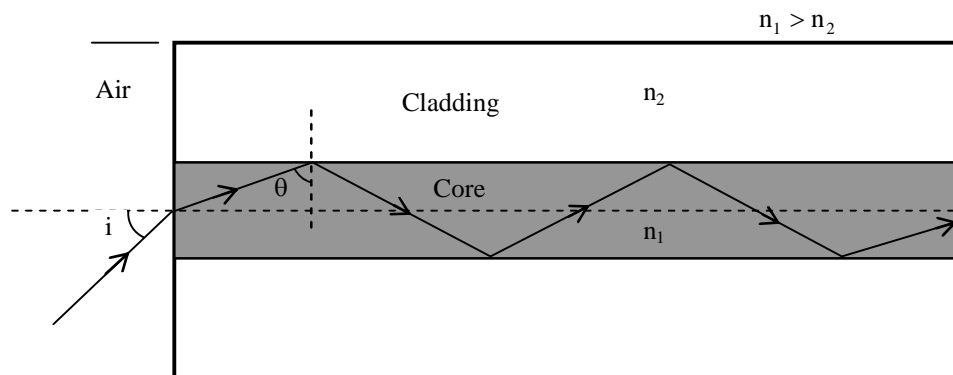 n₁ > n₂
Air
Cladding
n₂
θ
Core
i
n₁